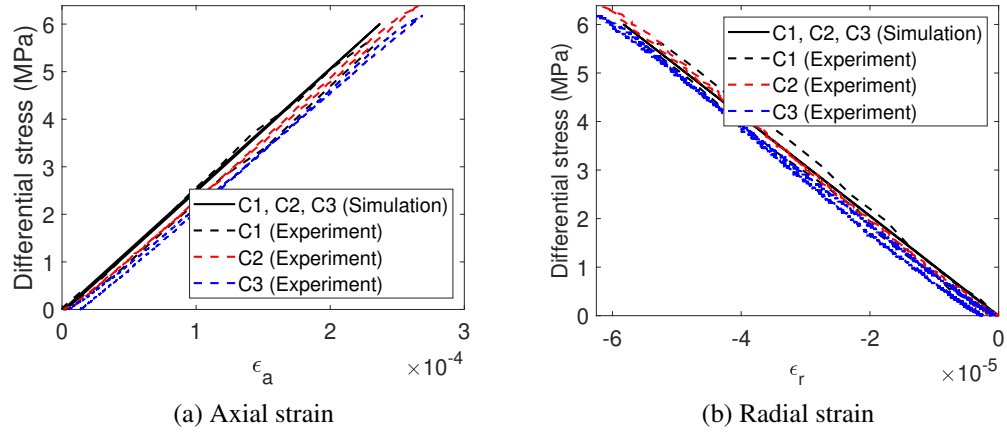 Differential stress (MPa)
6
5
4
3
2
1
0
C1, C2, C3 (Simulation)
C1 (Experiment)
C2 (Experiment)
C3 (Experiment)
0 1 2 3
ϵa
×10-4
(a) Axial strain
Differential stress (MPa)
6
5
4
3
2
1
0
C1, C2, C3 (Simulation)
C1 (Experiment)
C2 (Experiment)
C3 (Experiment)
-6 -4 -2 0
ϵr
×10-5
(b) Radial strain